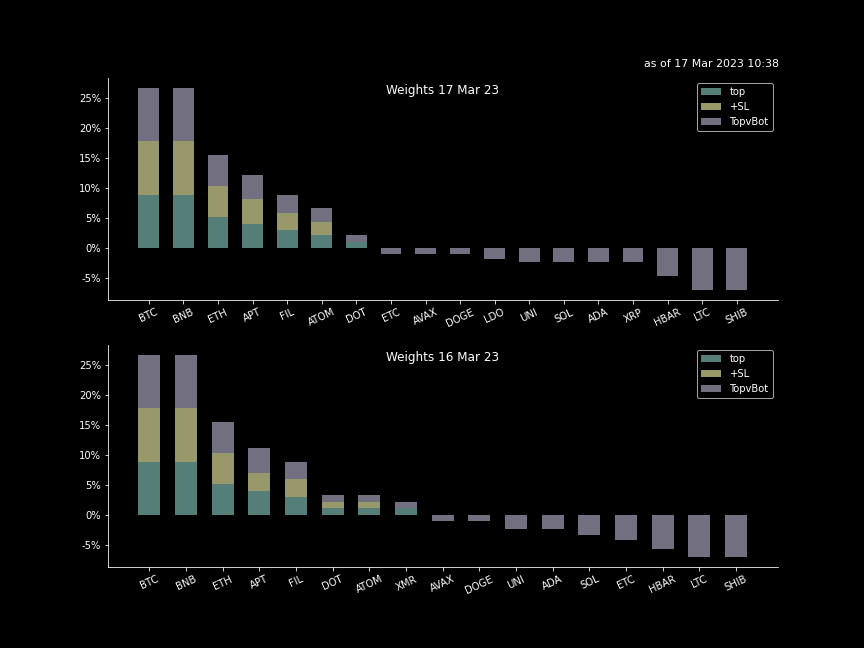 as of 17 Mar 2023 10:38
Weights 17 Mar 23
top
+SL
TopvBot
25%
20%
15%
10%
5%
0%
-5%
BTC BNB ETH APT FIL ATOM DOT ETC AVAX DOGE LDO UNI SOL ADA XRP HBAR LTC SHIB
Weights 16 Mar 23
top
+SL
TopvBot
25%
20%
15%
10%
5%
0%
-5%
BTC BNB ETH APT FIL DOT ATOM XMR AVAX DOGE UNI ADA SOL ETC HBAR LTC SHIB